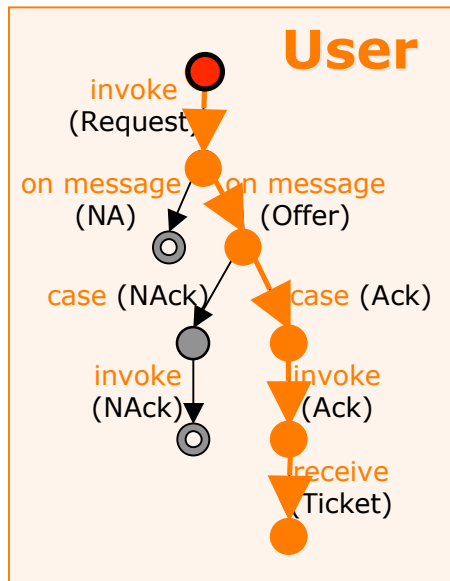 User
invoke
(Request)
on message on message
(NA) (Offer)
case (NAck) case (Ack)
invoke invoke
(NAck) (Ack)
receive
(Ticket)